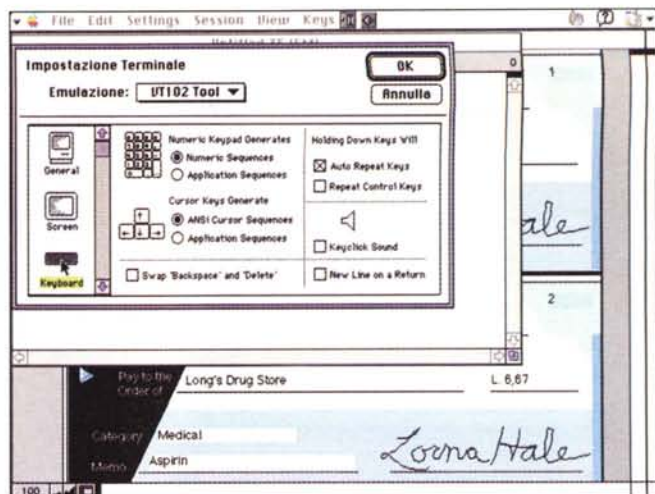 File Edit Settings Session View Keys
Impostazione Terminale
OK
Emulazione: VT102 Tool
Annulla
0
1
General
Screen
Keyboard
Numeric Keypad Generates
Numeric Sequences
Application Sequences
Cursor Keys Generate
ANSI Cursor Sequences
Application Sequences
Swap 'Backspace' and 'Delete'
Holding Down Keys Will
Auto Repeat Keys
Repeat Control Keys
Keyclick Sound
New Line on a Return
ale
2
Pay to the
Order of
Long's Drug Store
L. 6,67
Category
Medical
Memo
Aspirin
Lorna Hale
100